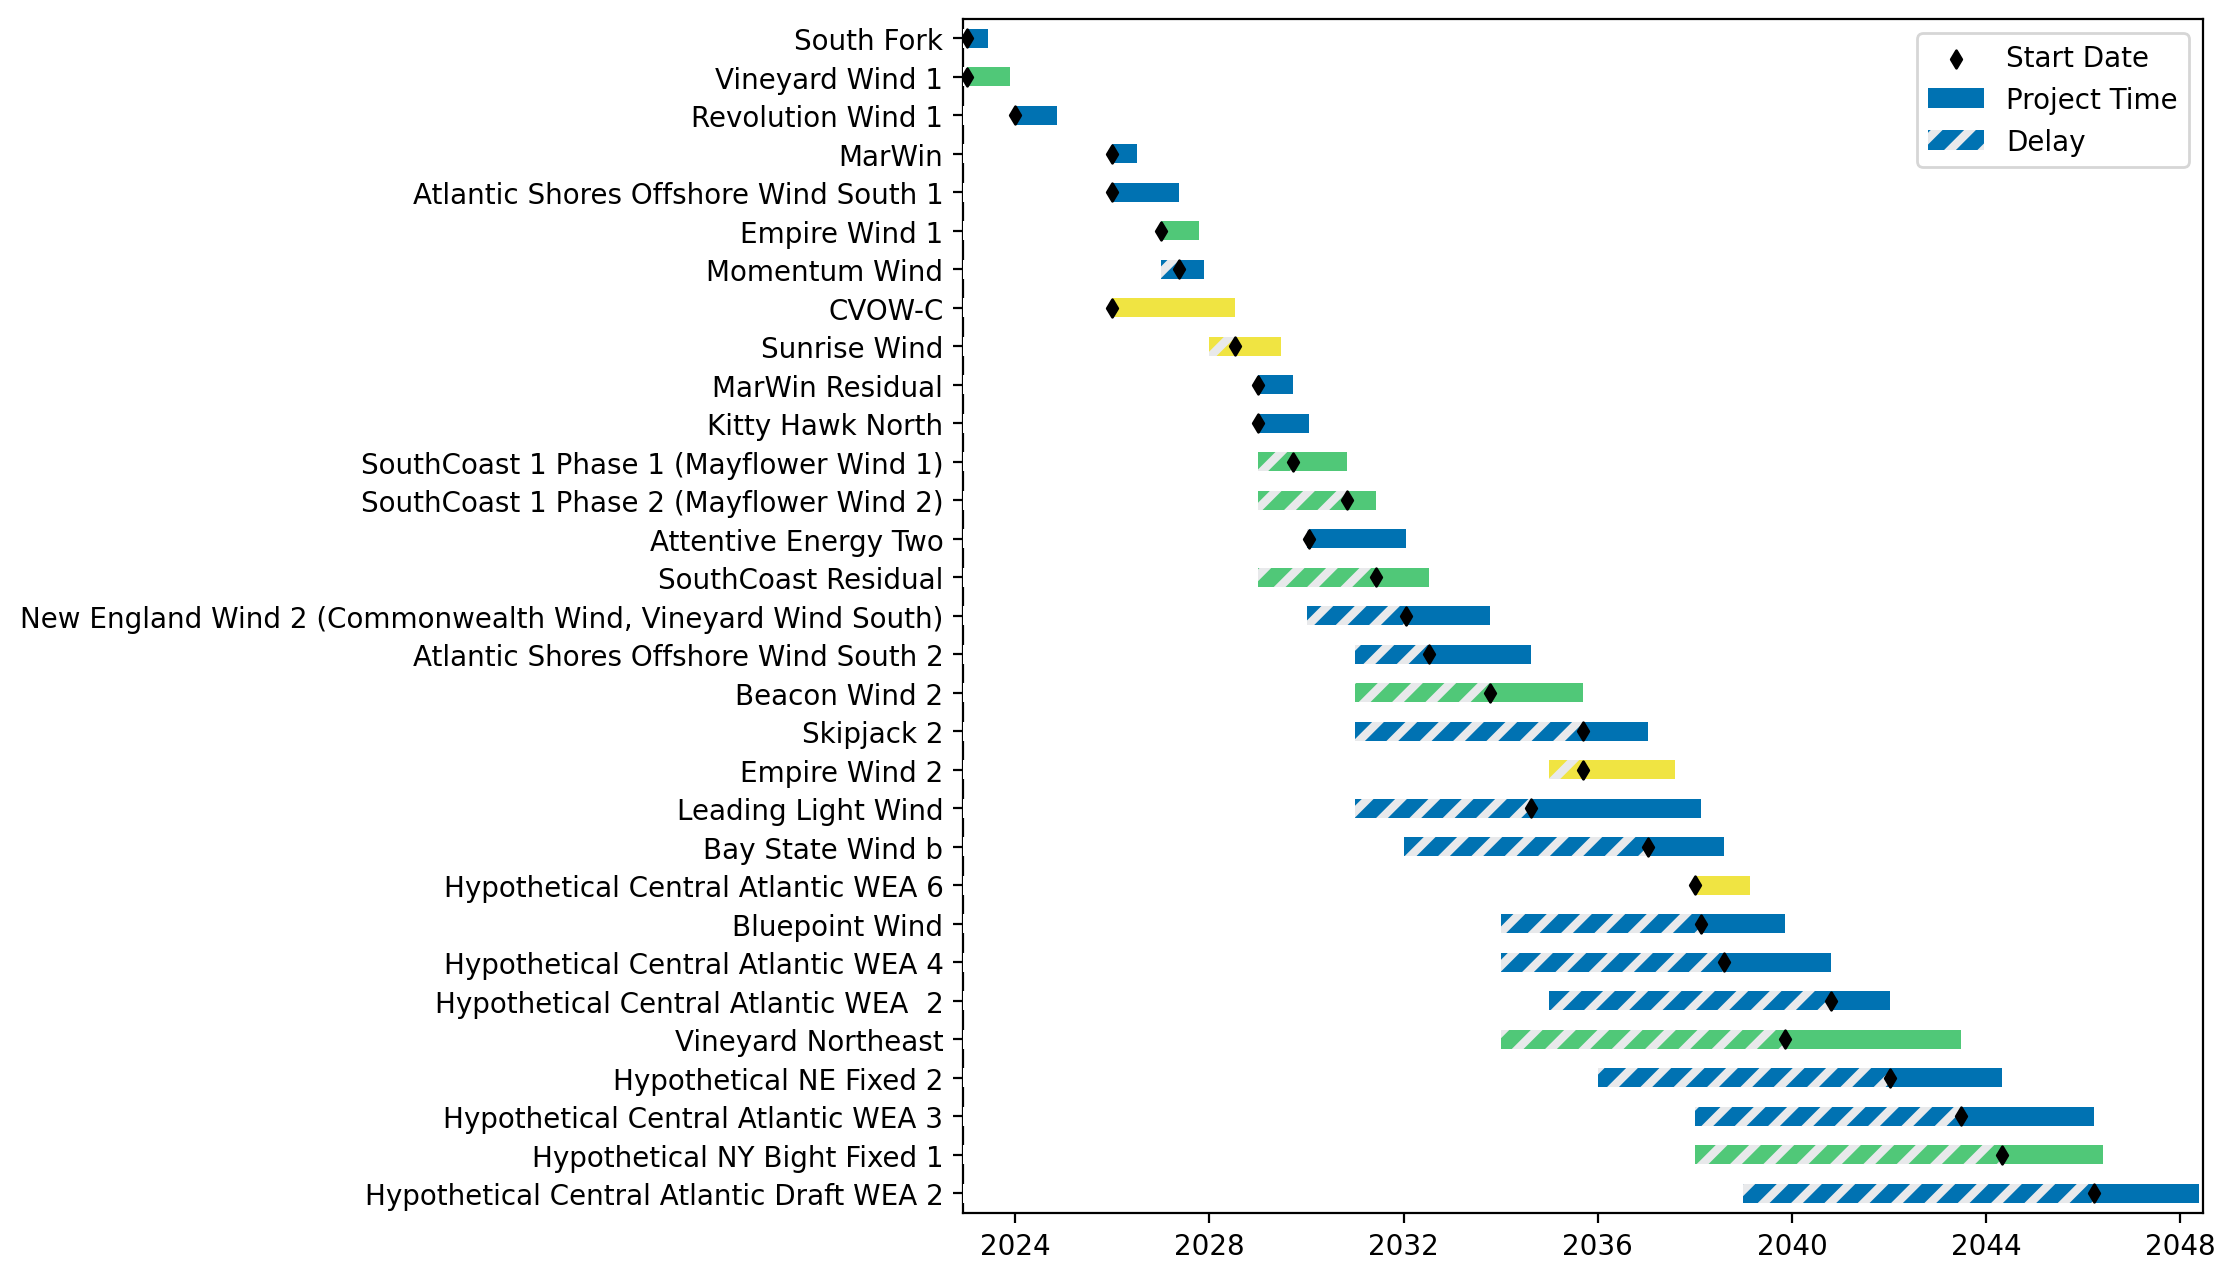 South Fork
Vineyard Wind 1
Revolution Wind 1
MarWin
Atlantic Shores Offshore Wind South 1
Empire Wind 1
Momentum Wind
CVOW-C
Sunrise Wind
MarWin Residual
Kitty Hawk North
SouthCoast 1 Phase 1 (Mayflower Wind 1)
SouthCoast 1 Phase 2 (Mayflower Wind 2)
Attentive Energy Two
SouthCoast Residual
New England Wind 2 (Commonwealth Wind, Vineyard Wind South)
Atlantic Shores Offshore Wind South 2
Beacon Wind 2
Skipjack 2
Empire Wind 2
Leading Light Wind
Bay State Wind b
Hypothetical Central Atlantic WEA 6
Bluepoint Wind
Hypothetical Central Atlantic WEA 4
Hypothetical Central Atlantic WEA  2
Vineyard Northeast
Hypothetical NE Fixed 2
Hypothetical Central Atlantic WEA 3
Hypothetical NY Bight Fixed 1
Hypothetical Central Atlantic Draft WEA 2
Start Date
Project Time
Delay
2024 2028 2032 2036 2040 2044 2048